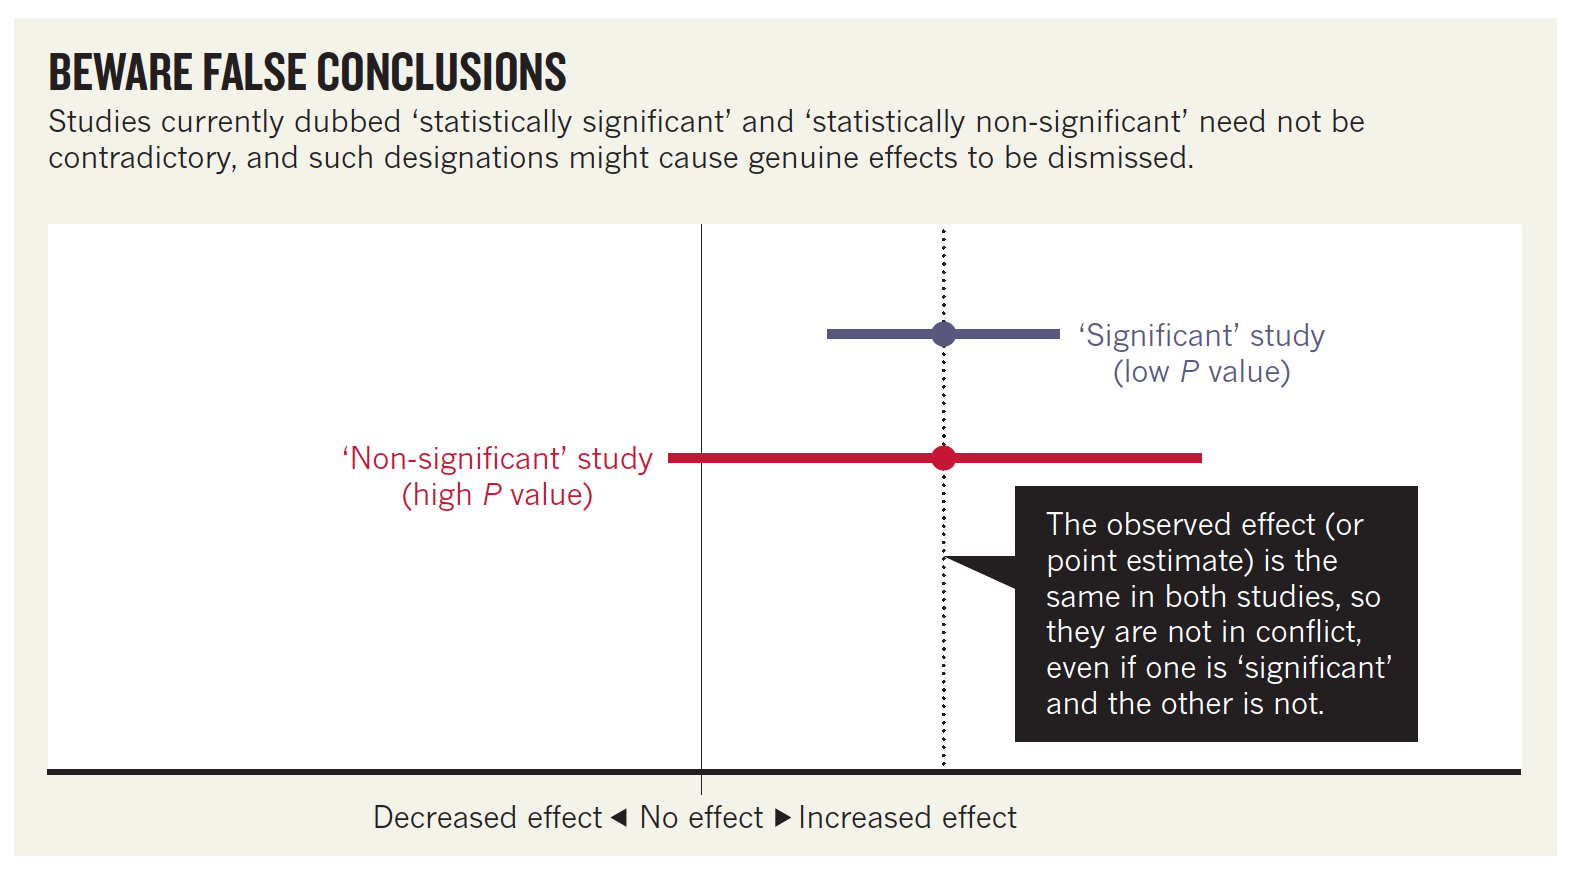 BEWARE FALSE CONCLUSIONS
Studies currently dubbed ‘statistically significant’ and ‘statistically non-significant’ need not be
contradictory, and such designations might cause genuine effects to be dismissed.
‘Significant’ study
(low P value)
‘Non-significant’ study
(high P value)
The observed effect (or
point estimate) is the
same in both studies, so
they are not in conflict,
even if one is ‘significant’
and the other is not.
Decreased effect ◀ No effect ▶ Increased effect